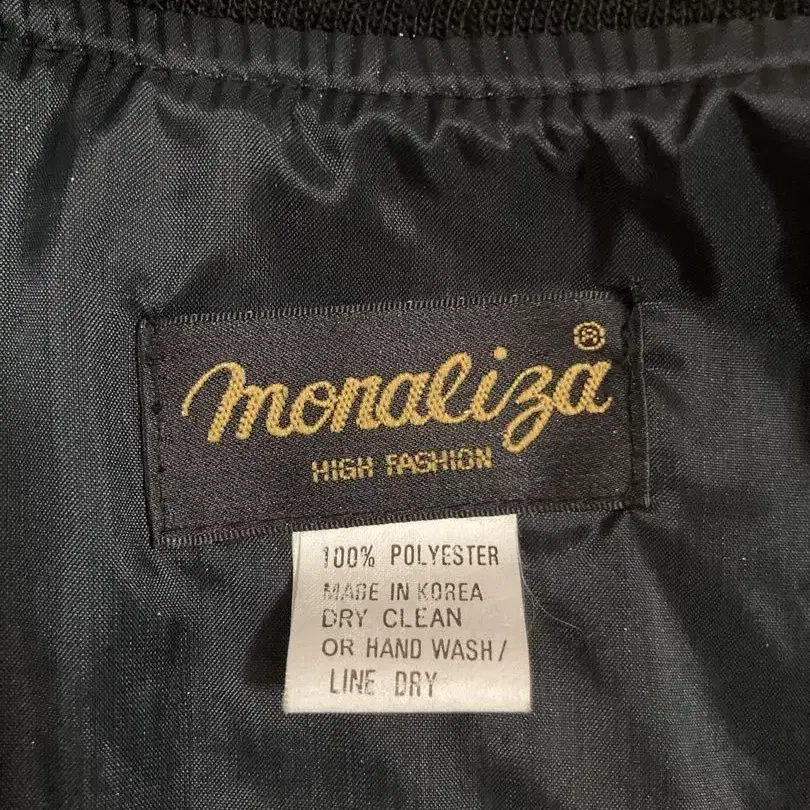 monaliza®
HIGH FASHION
100% POLYESTER
MADE IN KOREA
DRY CLEAN
OR HAND WASH/
LINE DRY